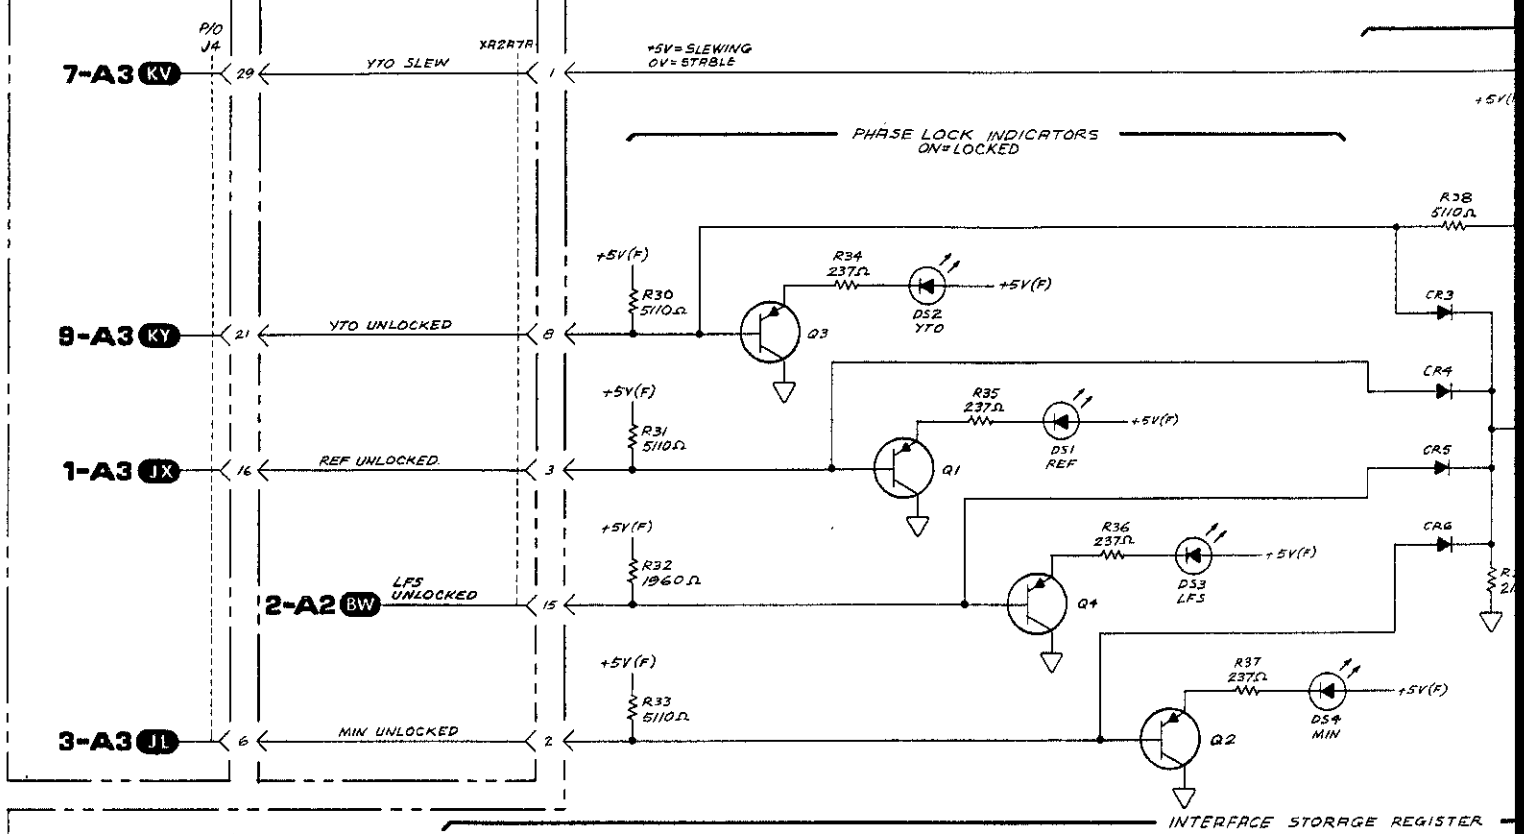 P/O
J4
XA2A7A
7-A3 KV
29
YTO SLEW
1
+5V=SLEWING
0V=STABLE
+5V(
PHASE LOCK INDICATORS
ON=LOCKED
R38
5110Ω
+5V(F)
R30
5110Ω
R34
237Ω
DS2
YTO
+5V(F)
CR3
9-A3 KY
21
YTO UNLOCKED
8
Q3
+5V(F)
R31
5110Ω
CR4
R35
237Ω
DS1
REF
+5V(F)
1-A3 JX
16
REF UNLOCKED
3
Q1
CR5
+5V(F)
R32
1960Ω
R36
237Ω
DS3
LFS
+5V(F)
CR6
2-A2 BW
LFS
UNLOCKED
15
Q4
+5V(F)
R33
5110Ω
R37
237Ω
DS4
MIN
+5V(F)
3-A3 JL
6
MIN UNLOCKED
2
Q2
INTERFACE STORAGE REGISTER